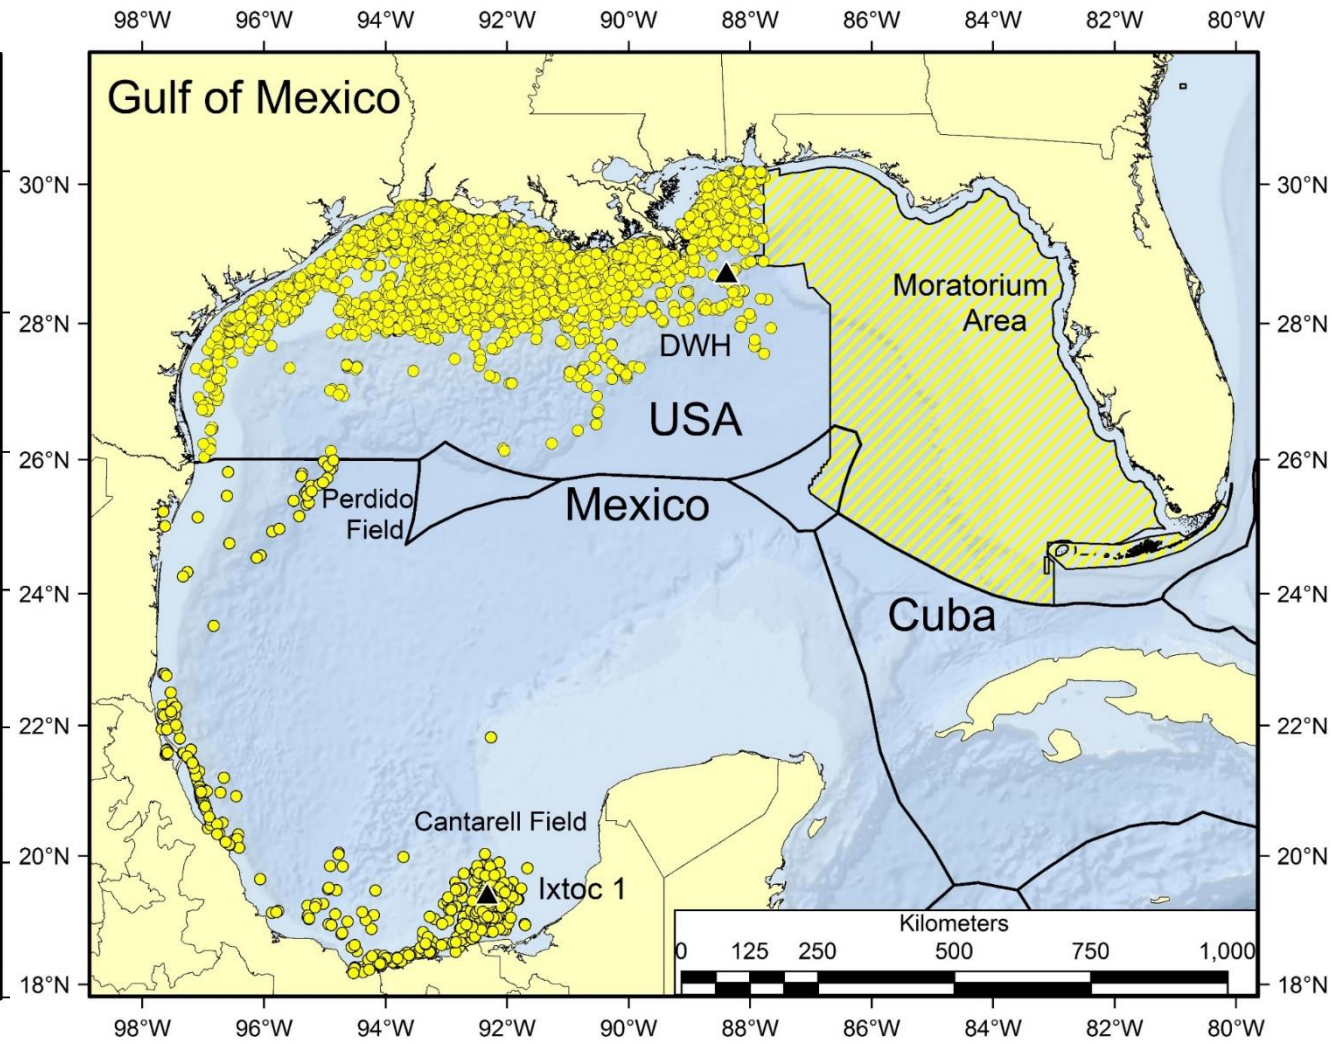 98°W 96°W 94°W 92°W 90°W 88°W 86°W 84°W 82°W 80°W
Gulf of Mexico
30°N 30°N
Moratorium
Area
28°N 28°N
DWH
USA
26°N 26°N
Perdido
Field
Mexico
24°N 24°N
Cuba
22°N 22°N
Cantarell Field
20°N 20°N
Ixtoc 1
Kilometers
0 125 250 500 750 1,000
18°N 18°N
98°W 96°W 94°W 92°W 90°W 88°W 86°W 84°W 82°W 80°W